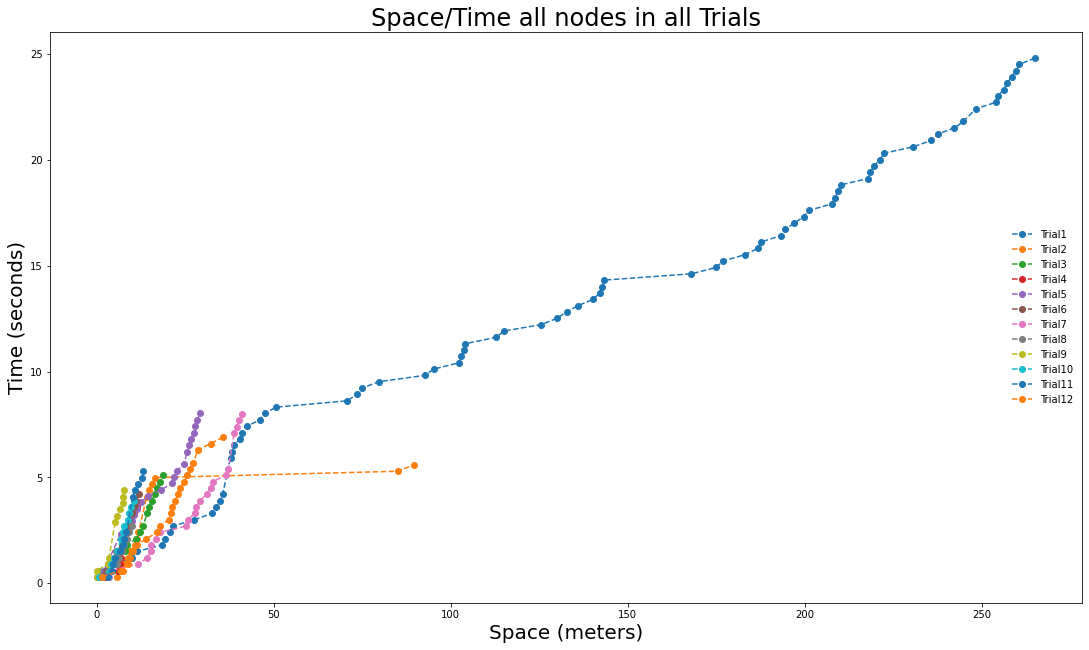 Space/Time all nodes in all Trials
Time (seconds)
25
20
15
10
5
0
0 50 100 150 200 250
Space (meters)
Trial1
Trial2
Trial3
Trial4
Trial5
Trial6
Trial7
Trial8
Trial9
Trial10
Trial11
Trial12